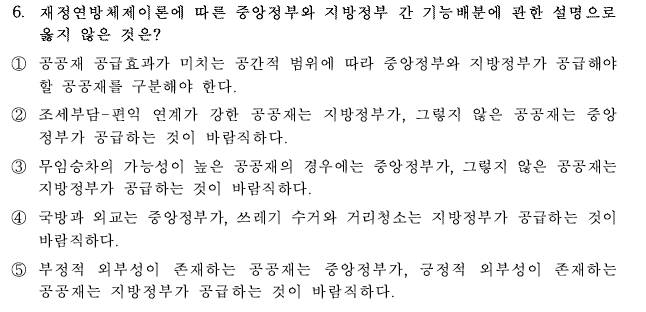 6. 재정연방체제이론에 따른 중앙정부와 지방정부 간 기능배분에 관한 설명으로
옳지 않은 것은?
① 공공재 공급효과가 미치는 공간적 범위에 따라 중앙정부와 지방정부가 공급해야
할 공공재를 구분해야 한다.
② 조세부담-편익 연계가 강한 공공재는 지방정부가, 그렇지 않은 공공재는 중앙
정부가 공급하는 것이 바람직하다.
③ 무임승차의 가능성이 높은 공공재의 경우에는 중앙정부가, 그렇지 않은 공공재는
지방정부가 공급하는 것이 바람직하다.
④ 국방과 외교는 중앙정부가, 쓰레기 수거와 거리청소는 지방정부가 공급하는 것이
바람직하다.
⑤ 부정적 외부성이 존재하는 공공재는 중앙정부가, 긍정적 외부성이 존재하는
공공재는 지방정부가 공급하는 것이 바람직하다.